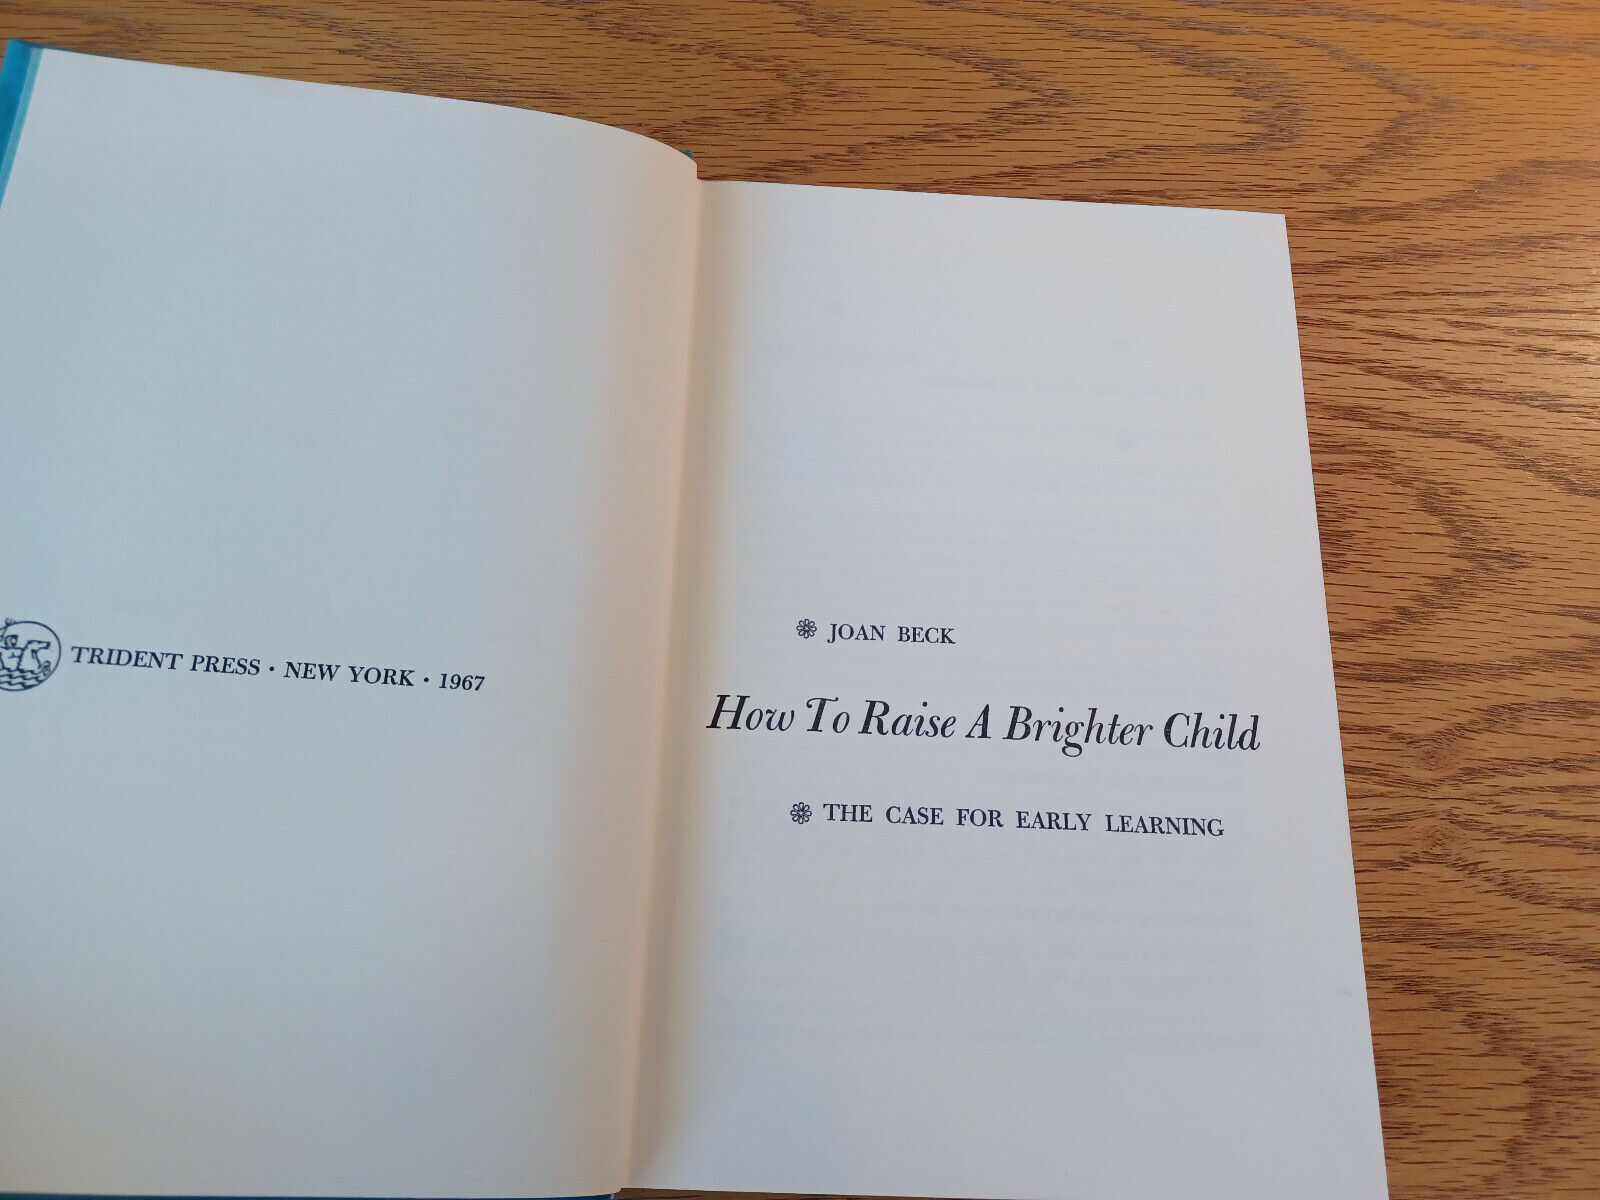 TRIDENT PRESS • NEW YORK • 1967
JOAN BECK
How To Raise A Brighter Child
THE CASE FOR EARLY LEARNING